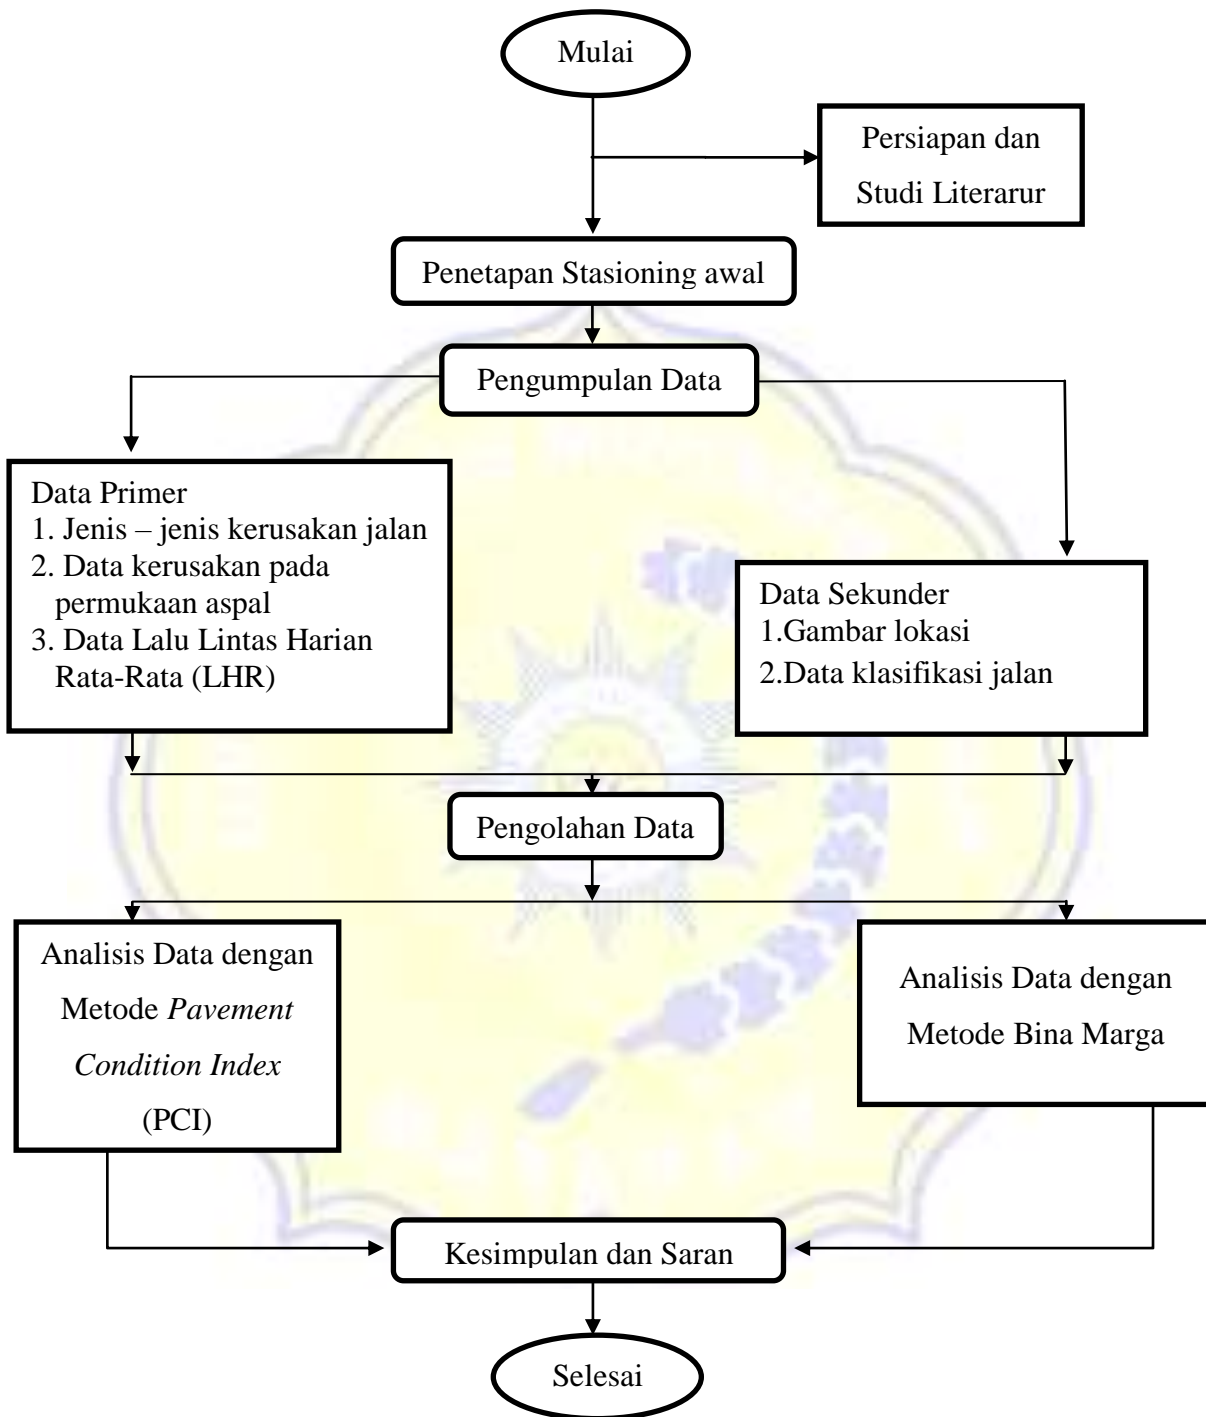 Mulai
Persiapan dan
Studi Literarur
Penetapan Stasioning awal
Pengumpulan Data
Data Primer
1. Jenis – jenis kerusakan jalan
2. Data kerusakan pada
permukaan aspal
3. Data Lalu Lintas Harian
Rata-Rata (LHR)
Data Sekunder
1.Gambar lokasi
2.Data klasifikasi jalan
Pengolahan Data
Analisis Data dengan
Metode Pavement
Condition Index
(PCI)
Analisis Data dengan
Metode Bina Marga
Kesimpulan dan Saran
Selesai